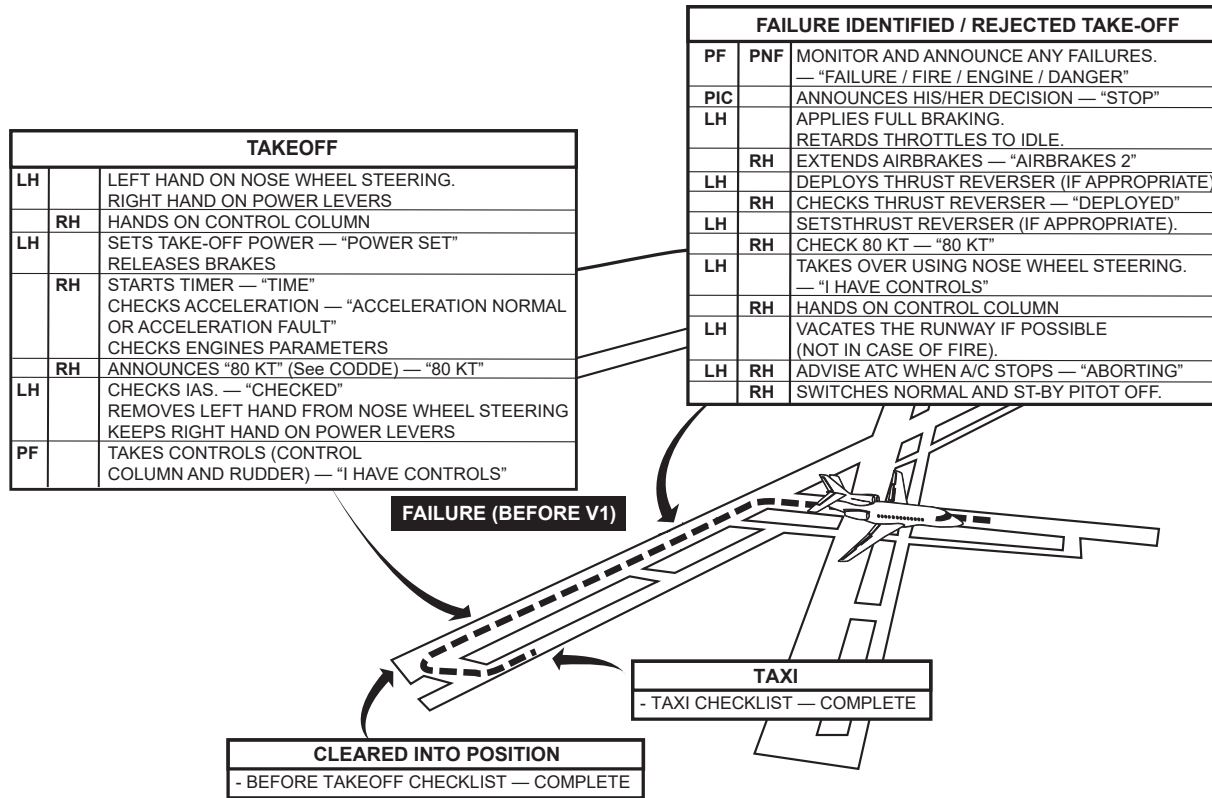 FAILURE IDENTIFIED / REJECTED TAKE-OFF
PF PNF MONITOR AND ANNOUNCE ANY FAILURES.
— “FAILURE / FIRE / ENGINE / DANGER”
PIC ANNOUNCES HIS/HER DECISION — “STOP”
LH APPLIES FULL BRAKING.
RETARDS THROTTLES TO IDLE.
RH EXTENDS AIRBRAKES — “AIRBRAKES 2”
LH DEPLOYS THRUST REVERSER (IF APPROPRIATE)
RH CHECKS THRUST REVERSER — “DEPLOYED”
LH SETSTHRUST REVERSER (IF APPROPRIATE).
RH CHECK 80 KT — “80 KT”
LH TAKES OVER USING NOSE WHEEL STEERING.
— “I HAVE CONTROLS”
RH HANDS ON CONTROL COLUMN
LH VACATES THE RUNWAY IF POSSIBLE
(NOT IN CASE OF FIRE).
LH RH ADVISE ATC WHEN A/C STOPS — “ABORTING”
RH SWITCHES NORMAL AND ST-BY PITOT OFF.
TAKEOFF
LH LEFT HAND ON NOSE WHEEL STEERING.
RIGHT HAND ON POWER LEVERS
RH HANDS ON CONTROL COLUMN
LH SETS TAKE-OFF POWER — “POWER SET”
RELEASES BRAKES
RH STARTS TIMER — “TIME”
CHECKS ACCELERATION — “ACCELERATION NORMAL
OR ACCELERATION FAULT”
CHECKS ENGINES PARAMETERS
RH ANNOUNCES “80 KT” (See CODDE) — “80 KT”
LH CHECKS IAS. — “CHECKED”
REMOVES LEFT HAND FROM NOSE WHEEL STEERING
KEEPS RIGHT HAND ON POWER LEVERS
PF TAKES CONTROLS (CONTROL
COLUMN AND RUDDER) — “I HAVE CONTROLS”
FAILURE (BEFORE V1)
TAXI
- TAXI CHECKLIST — COMPLETE
CLEARED INTO POSITION
- BEFORE TAKEOFF CHECKLIST — COMPLETE